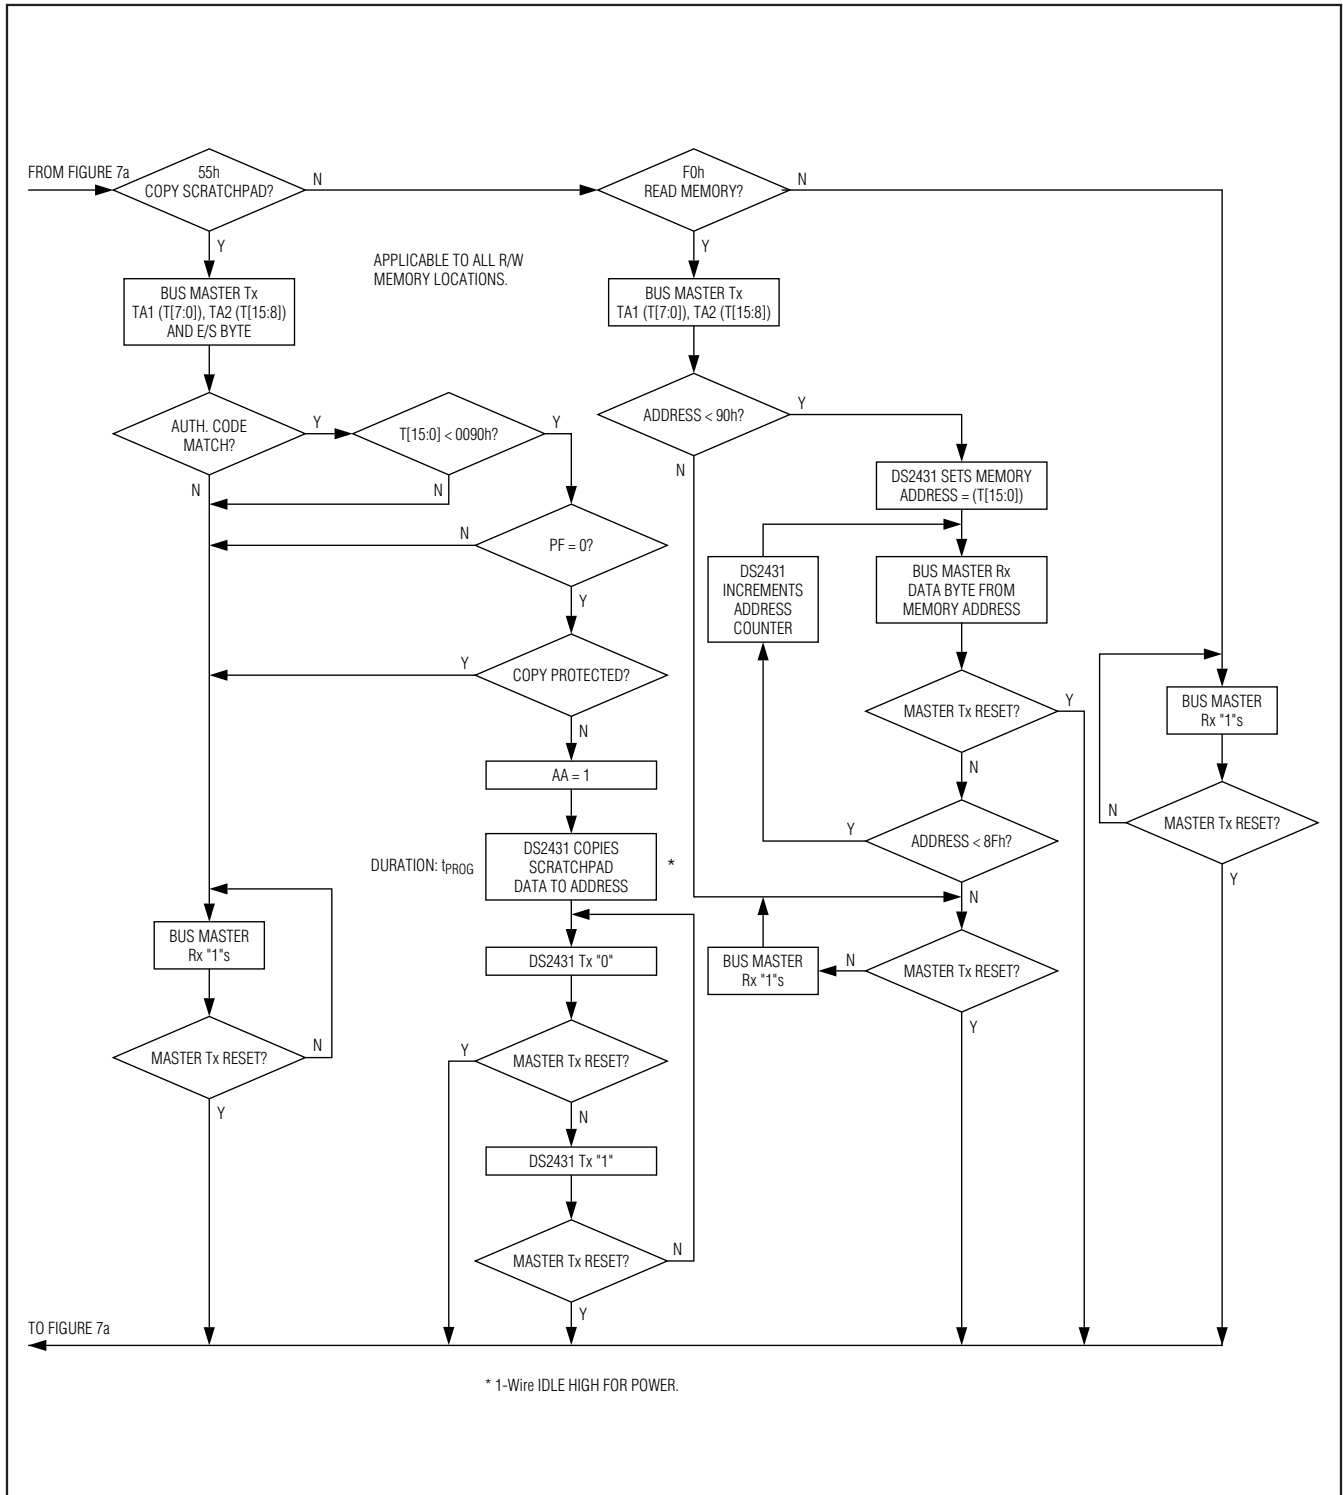 FROM FIGURE 7a
55h
COPY SCRATCHPAD?
N
F0h
READ MEMORY?
N
Y
APPLICABLE TO ALL R/W
MEMORY LOCATIONS.
Y
BUS MASTER Tx
TA1 (T[7:0]), TA2 (T[15:8])
AND E/S BYTE
BUS MASTER Tx
TA1 (T[7:0]), TA2 (T[15:8])
AUTH. CODE
MATCH?
Y
N
T[15:0] < 0090h?
Y
N
ADDRESS < 90h?
Y
N
DS2431 SETS MEMORY
ADDRESS = (T[15:0])
PF = 0?
N
Y
DS2431
INCREMENTS
ADDRESS
COUNTER
BUS MASTER Rx
DATA BYTE FROM
MEMORY ADDRESS
COPY PROTECTED?
Y
N
MASTER Tx RESET?
Y
N
BUS MASTER
Rx "1"s
AA = 1
MASTER Tx RESET?
N
Y
DURATION: tPROG
DS2431 COPIES
SCRATCHPAD
DATA TO ADDRESS
*
ADDRESS < 8Fh?
Y
N
BUS MASTER
Rx "1"s
DS2431 Tx "0"
BUS MASTER
Rx "1"s
N
MASTER Tx RESET?
Y
MASTER Tx RESET?
N
Y
MASTER Tx RESET?
Y
N
DS2431 Tx "1"
MASTER Tx RESET?
N
Y
TO FIGURE 7a
* 1-Wire IDLE HIGH FOR POWER.